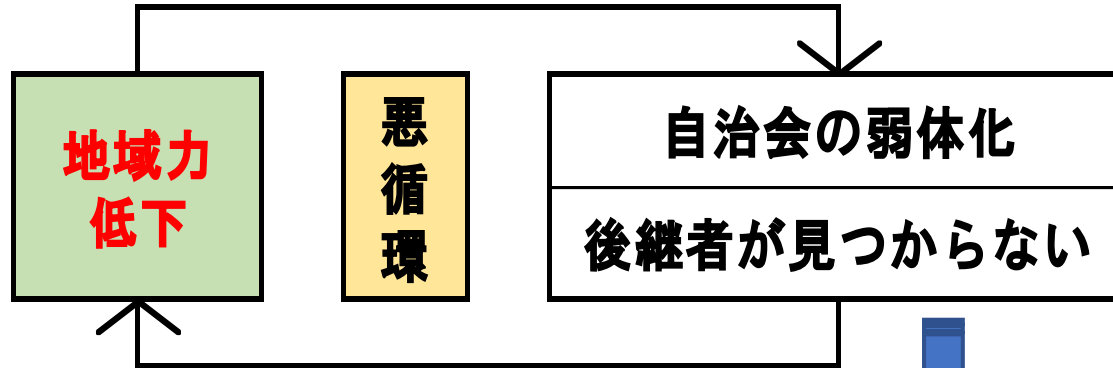 地域力
低下
悪循環
自治会の弱体化
後継者が見つからない